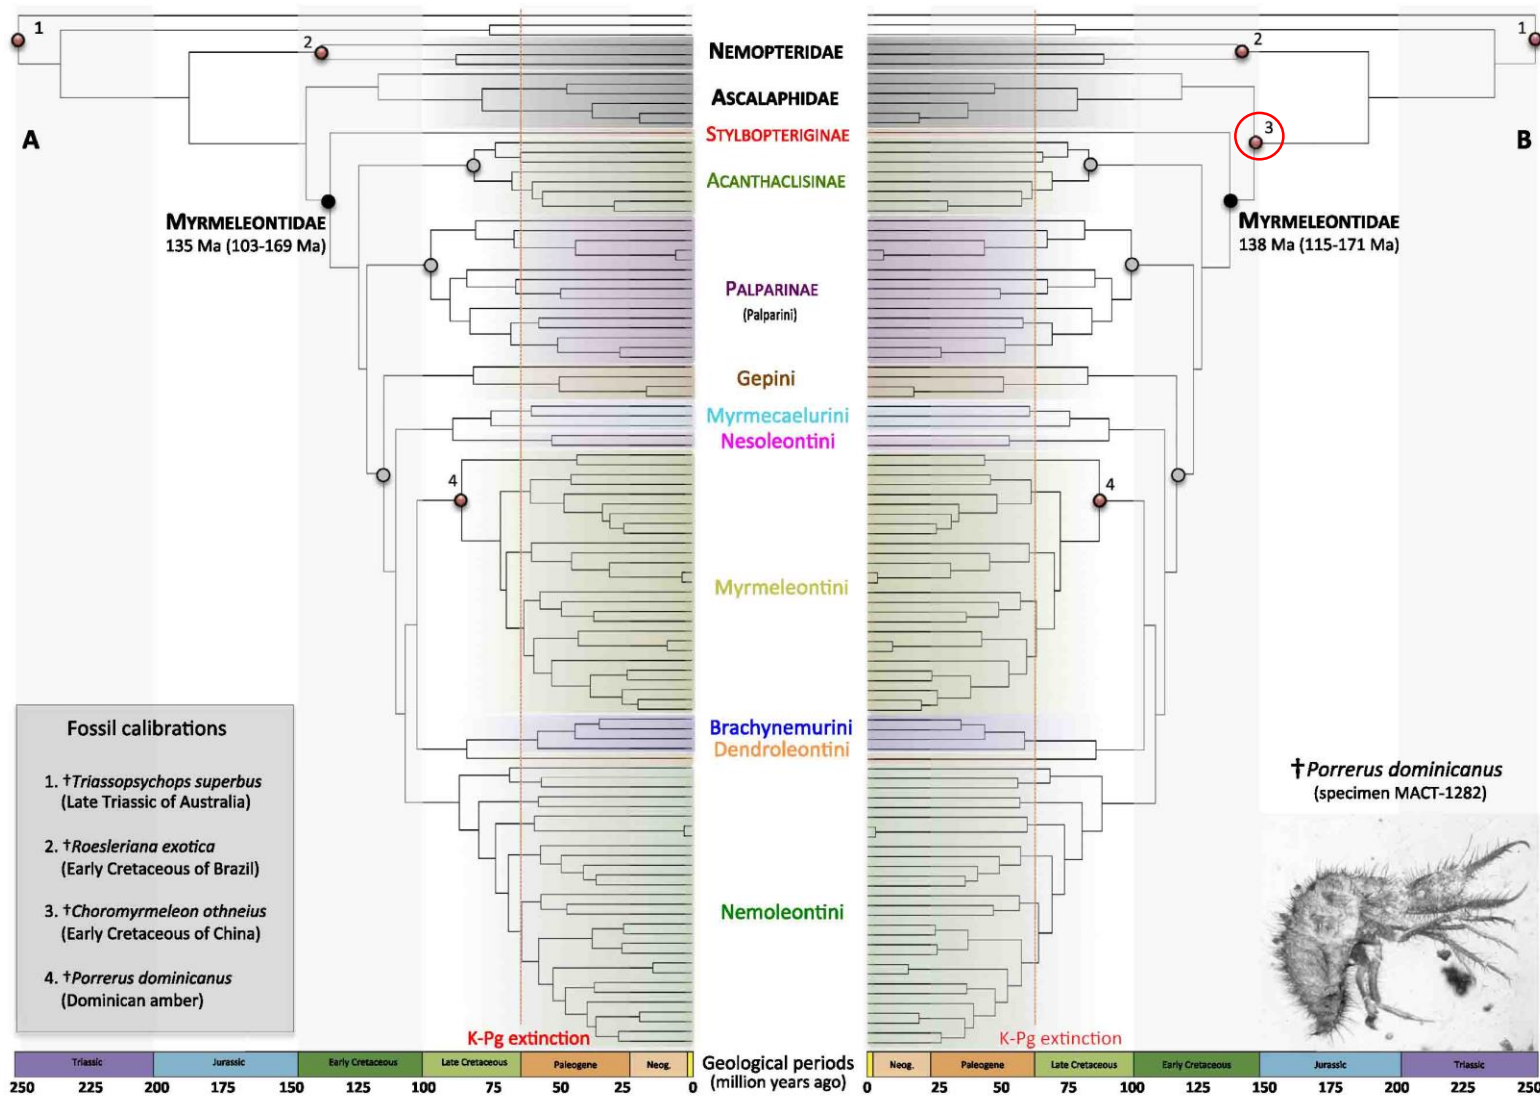 1
2
A
NEMOPTERIDAE
ASCALAPHIDAE
STYLBOPTERIGINAE
ACANTHACLISINAE
MYRMELEONTIDAE
135 Ma (103-169 Ma)
PALPARINAE
(Palparini)
Gepini
Myrmecaelurini
Nesoleontini
4
Myrmeleontini
Brachynemurini
Dendroleontini
Nemoleontini
1
2
3
B
MYRMELEONTIDAE
138 Ma (115-171 Ma)
4
Fossil calibrations
1. †Triassopsychops superbus
(Late Triassic of Australia)
2. †Roesleriana exotica
(Early Cretaceous of Brazil)
3. †Choromyrmeleon othneius
(Early Cretaceous of China)
4. †Porrerus dominicanus
(Dominican amber)
†Porrerus dominicanus
(specimen MACT-1282)
K-Pg extinction
K-Pg extinction
Triassic Jurassic Early Cretaceous Late Cretaceous Paleogene Neog.
250 225 200 175 150 125 100 75 50 25 0
Geological periods
(million years ago)
Neog. Paleogene Late Cretaceous Early Cretaceous Jurassic Triassic
0 25 50 75 100 125 150 175 200 225 250